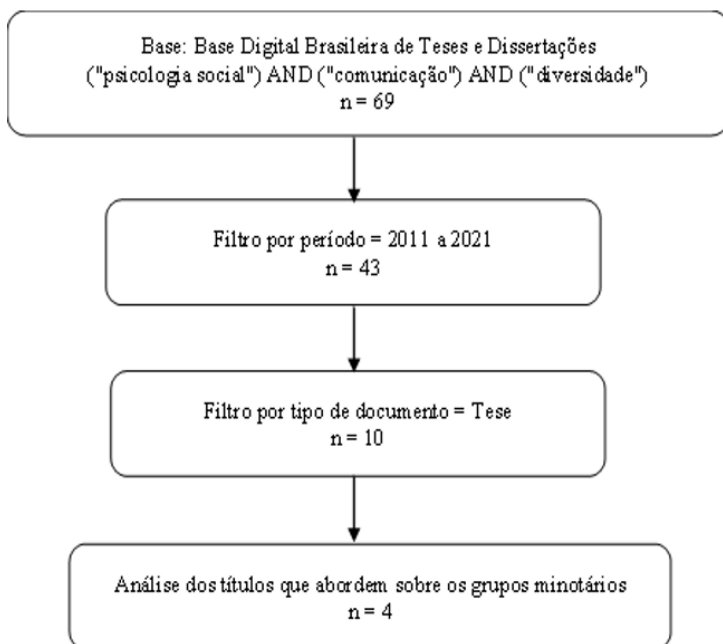 Base: Base Digital Brasileira de Teses e Dissertações
("psicologia social") AND ("comunicação") AND ("diversidade")
n = 69
Filtro por período = 2011 a 2021
n = 43
Filtro por tipo de documento = Tese
n = 10
Análise dos títulos que abordem sobre os grupos minotários
n = 4